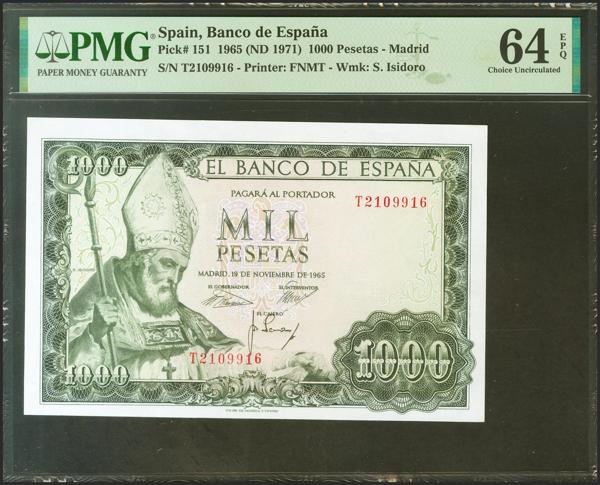 PMG
PAPER MONEY GUARANTY
Spain, Banco de España
Pick# 151 1965 (ND 1971) 1000 Pesetas - Madrid
S/N T2109916 - Printer: FNMT - Wmk: S. Isidoro
64 EPQ
Choice Uncirculated
1000
EL BANCO DE ESPAÑA
PAGARÁ AL PORTADOR
T2109916
MIL
PESETAS
MADRID, 19 DE NOVIEMBRE DE 1965
EL GOBERNADOR EL INTERVENTOR
EL CAJERO
T2109916
1000
1000